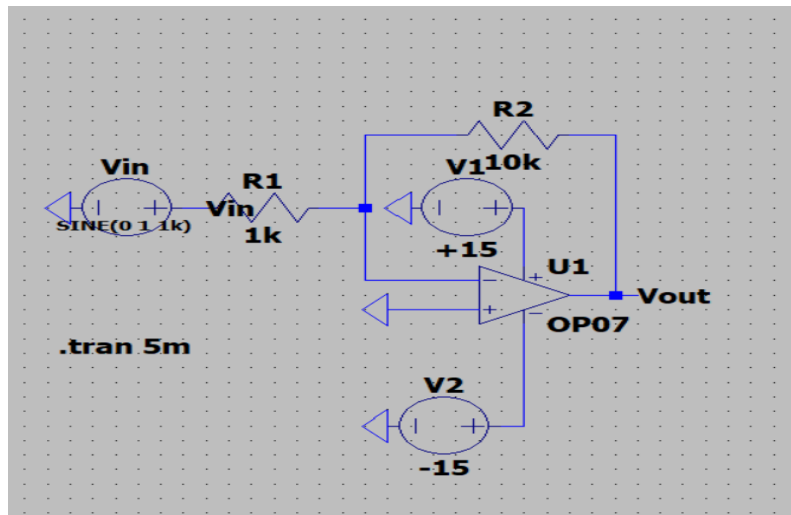 R2
10k
Vin
R1
V1
Vin
SINE(0 1 1k)
1k
+15
U1
Vout
OP07
.tran 5m
V2
-15